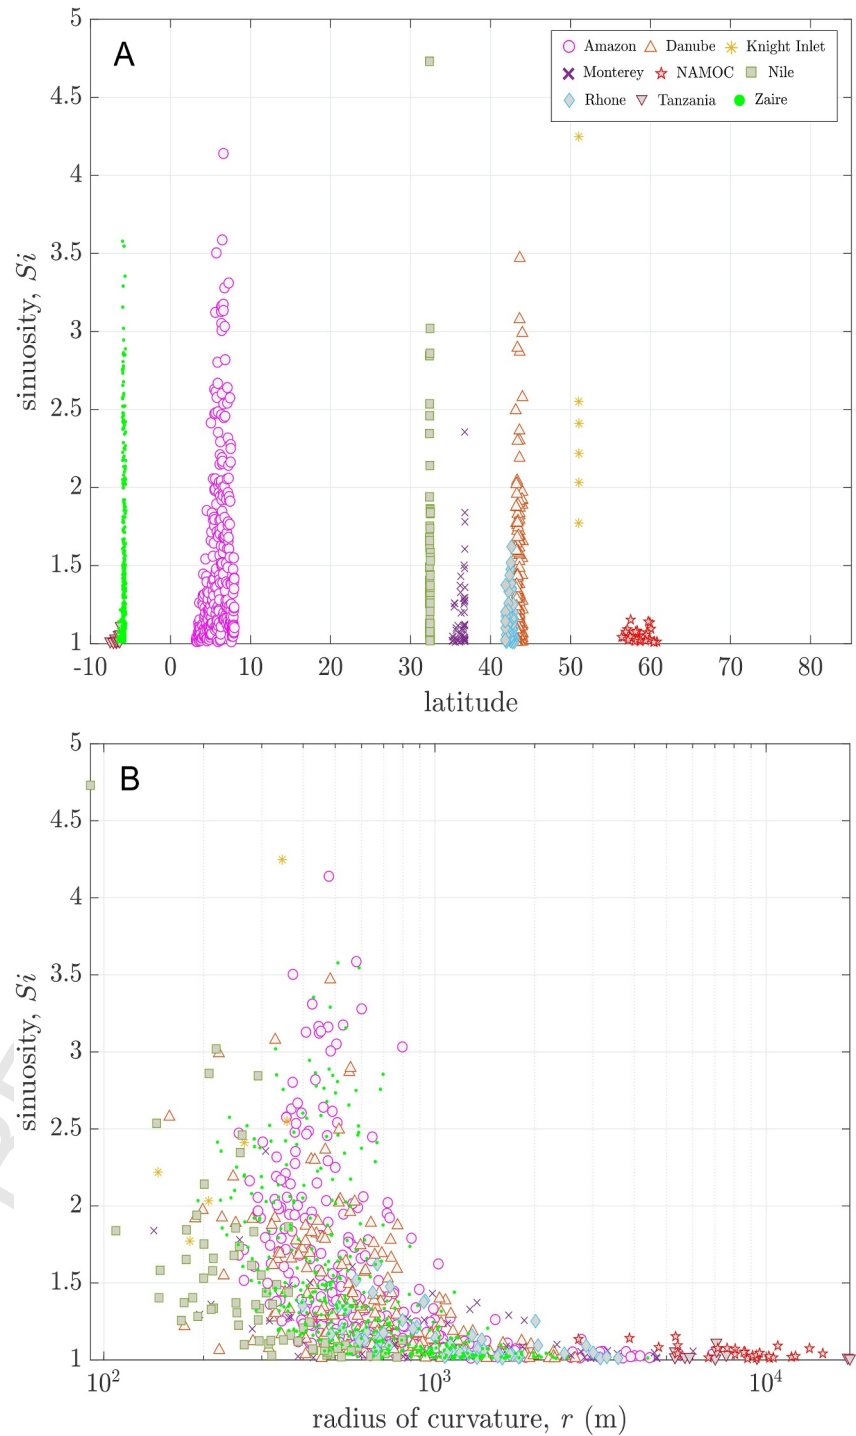 5
A
Amazon Danube Knight Inlet
Monterey NAMOC Nile
Rhone Tanzania Zaire
4.5
4
3.5
3
2.5
2
1.5
1
sinuosity, Si
-10 0 10 20 30 40 50 60 70 80
latitude
5
B
4.5
4
3.5
3
2.5
2
1.5
1
sinuosity, Si
10² 10³ 10⁴
radius of curvature, r (m)